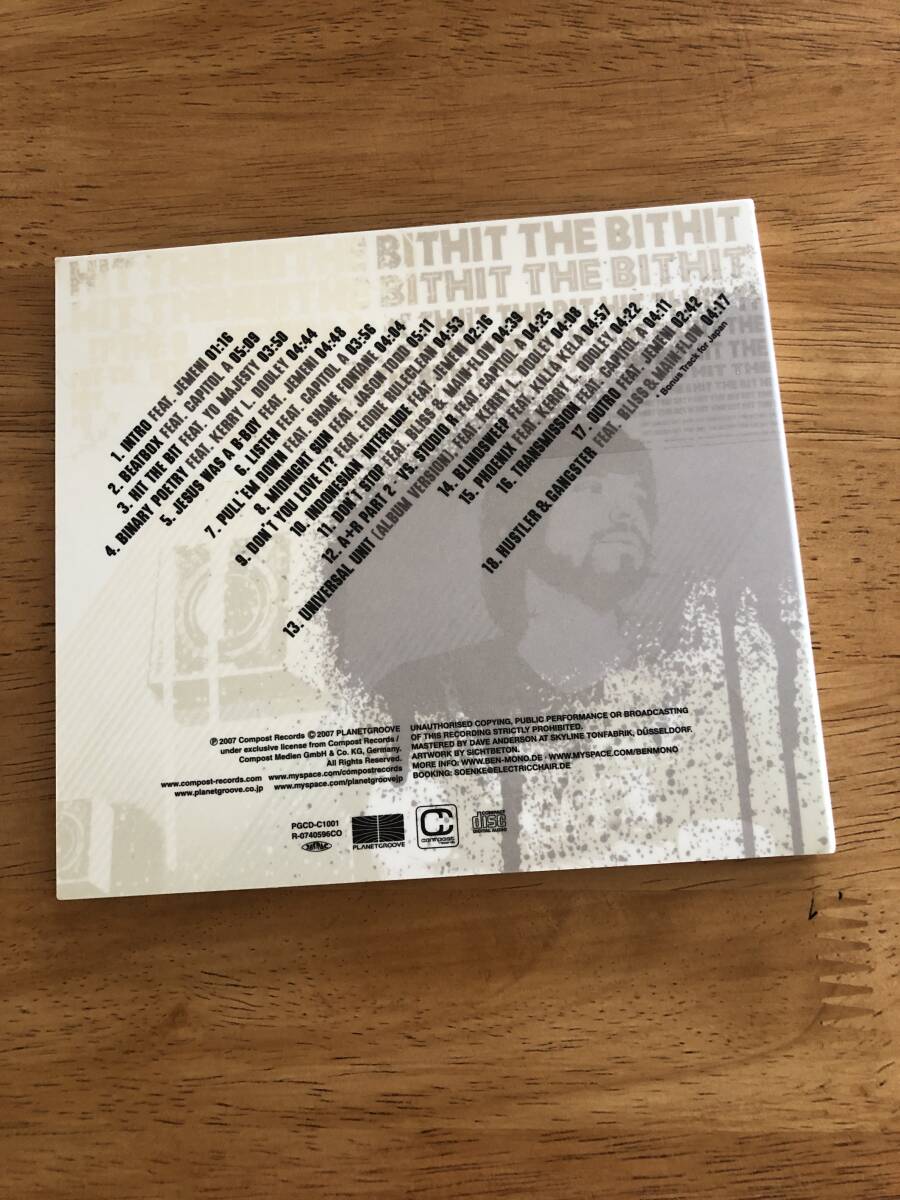 BITHIT THE BITHIT
HIT THE BITHIT THE BITHIT
1. INTRO FEAT. JEMENI 01:16
2. BEATBOX FEAT. CAPITOL A 05:09
3. HIT THE BIT FEAT. YO MAJESTY 03:50
4. BINARY POETRY FEAT. KERRY L. DOOLEY 04:44
5. JESUS WAS A B-BOY FEAT. JEMENI 04:48
6. LISTEN FEAT. CAPITOL A 03:56
7. PULL'EM DOWN FEAT. SHANE FONTANE 04:04
8. MIDNIGHT SUN FEAT. JASON TODD 05:11
9. DON'T YOU LOVE IT? FEAT. EDDIE BULESLEAN 04:53
10. INDONESIAN INTERLUDE FEAT. JEMENI 02:16
11. DON'T STOP FEAT. BLISS & MAIN-FLOW 04:39
12. A+R PART 2 - VS. STUDIO R FEAT. CAPITOL A 04:25
13. UNIVERSAL UNIT (ALBUM VERSION) FEAT. KERRY L. DOOLEY 04:08
14. BLINDSWEEP FEAT. KILLA KELA 04:57
15. PHOENIX FEAT. KERRY L. DOOLEY 04:22
16. TRANSMISSION FEAT. CAPITOL A 04:11
17. OUTRO FEAT. JEMENI 02:42
18. HUSTLER & GANGSTER FEAT. BLISS & MAIN-FLOW 04:17
* Bonus Track for Japan
℗ 2007 Compost Records © 2007 PLANETGROOVE
under exclusive license from Compost Records /
Compost Medien GmbH & Co. KG, Germany.
All Rights Reserved.
www.compost-records.com www.myspace.com/compostrecords
www.planetgroove.co.jp www.myspace.com/planetgroovejp
UNAUTHORISED COPYING, PUBLIC PERFORMANCE OR BROADCASTING
OF THIS RECORDING STRICTLY PROHIBITED.
MASTERED BY DAVE ANDERSON AT SKYLINE TONFABRIK, DÜSSELDORF.
ARTWORK BY SICHTBETON.
MORE INFO: WWW.BEN-MONO.DE · WWW.MYSPACE.COM/BENMONO
BOOKING: SOENKE@ELECTRICCHAIR.DE
PGCD-C1001
R-0740596CO
PLANETGROOVE
COMPOST
COMPACT
disc
DIGITAL AUDIO